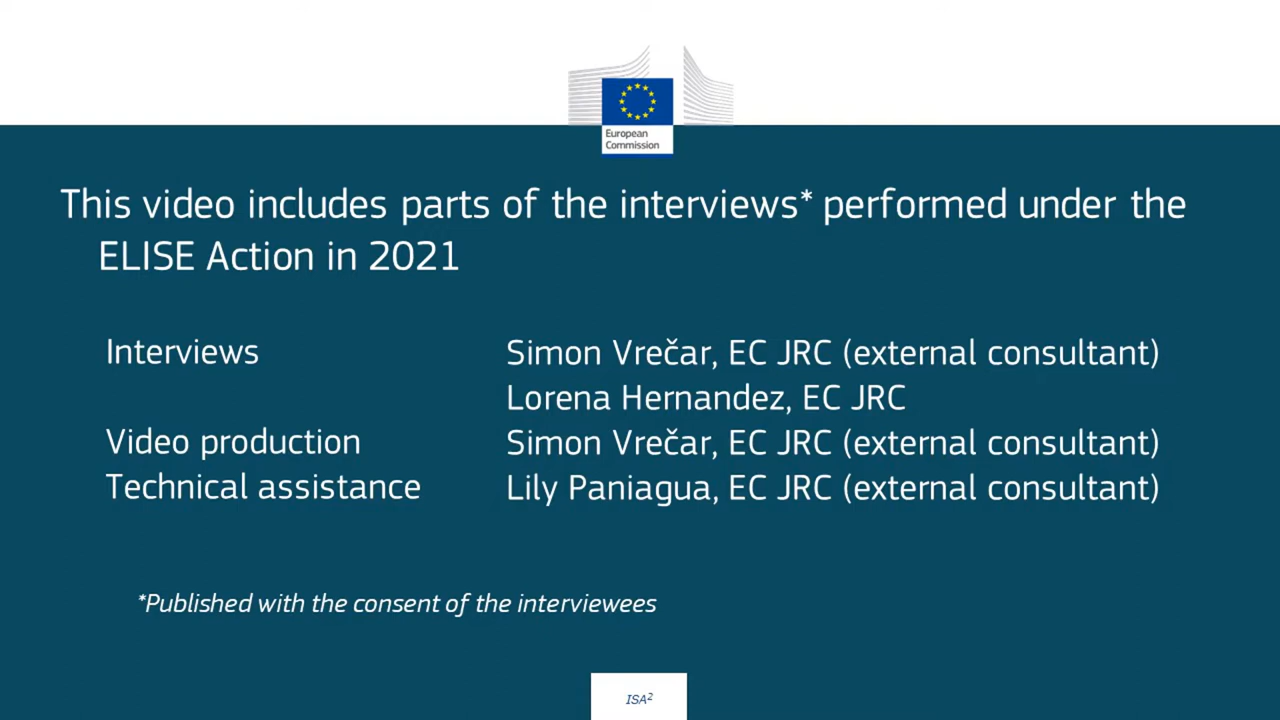 European
Commission
This video includes parts of the interviews* performed under the
ELISE Action in 2021
Interviews Simon Vrečar, EC JRC (external consultant)
Lorena Hernandez, EC JRC
Video production Simon Vrečar, EC JRC (external consultant)
Technical assistance Lily Paniagua, EC JRC (external consultant)
*Published with the consent of the interviewees
ISA²